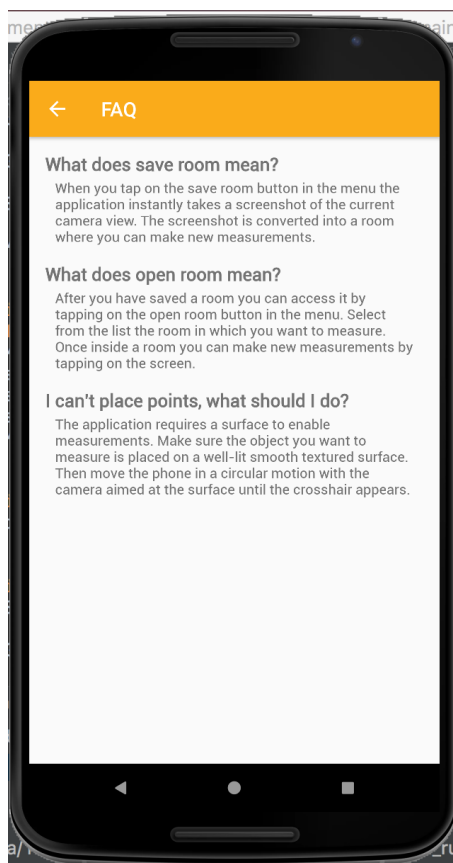 FAQ
What does save room mean?
When you tap on the save room button in the menu the
application instantly takes a screenshot of the current
camera view. The screenshot is converted into a room
where you can make new measurements.
What does open room mean?
After you have saved a room you can access it by
tapping on the open room button in the menu. Select
from the list the room in which you want to measure.
Once inside a room you can make new measurements by
tapping on the screen.
I can't place points, what should I do?
The application requires a surface to enable
measurements. Make sure the object you want to
measure is placed on a well-lit smooth textured surface.
Then move the phone in a circular motion with the
camera aimed at the surface until the crosshair appears.